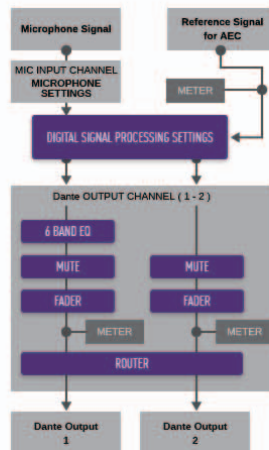 Microphone Signal
Reference Signal
for AEC
MIC INPUT CHANNEL
MICROPHONE
SETTINGS
METER
DIGITAL SIGNAL PROCESSING SETTINGS
Dante OUTPUT CHANNEL ( 1 - 2 )
6 BAND EQ
MUTE
MUTE
FADER
FADER
METER
METER
ROUTER
Dante Output
1
Dante Output
2